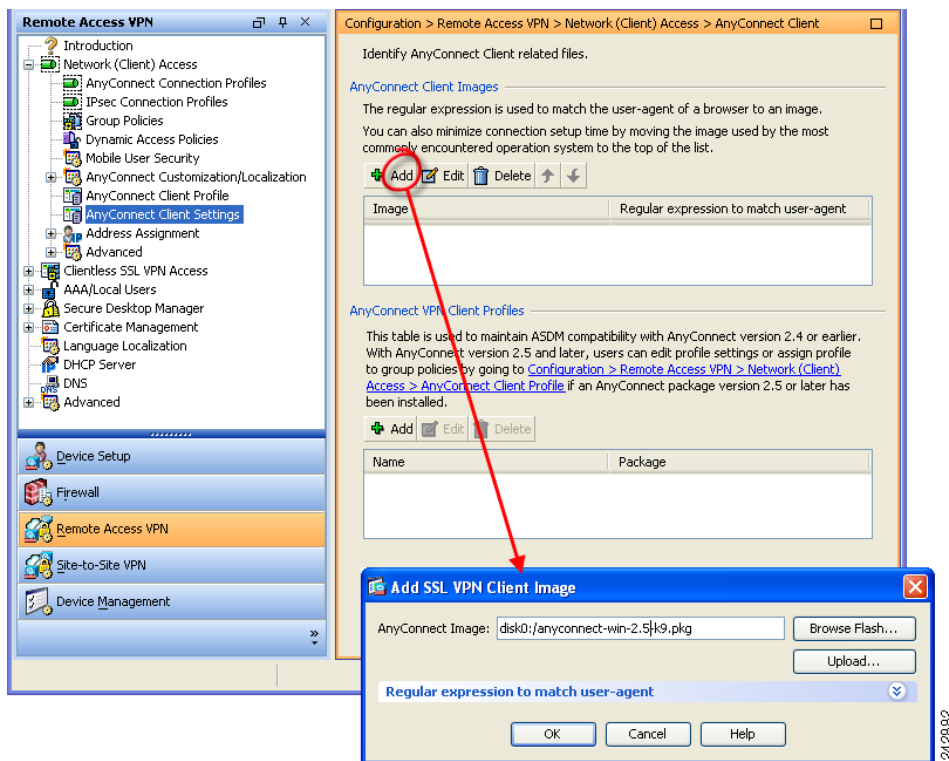 Remote Access VPN
Introduction
Network (Client) Access
AnyConnect Connection Profiles
IPsec Connection Profiles
Group Policies
Dynamic Access Policies
Mobile User Security
AnyConnect Customization/Localization
AnyConnect Client Profile
AnyConnect Client Settings
Address Assignment
Advanced
Clientless SSL VPN Access
AAA/Local Users
Secure Desktop Manager
Certificate Management
Language Localization
DHCP Server
DNS
Advanced
Device Setup
Firewall
Remote Access VPN
Site-to-Site VPN
Device Management
Configuration > Remote Access VPN > Network (Client) Access > AnyConnect Client
Identify AnyConnect Client related files.
AnyConnect Client Images
The regular expression is used to match the user-agent of a browser to an image.
You can also minimize connection setup time by moving the image used by the most
commonly encountered operation system to the top of the list.
Add Edit Delete
Image Regular expression to match user-agent
AnyConnect VPN Client Profiles
This table is used to maintain ASDM compatibility with AnyConnect version 2.4 or earlier.
With AnyConnect version 2.5 and later, users can edit profile settings or assign profile
to group policies by going to Configuration > Remote Access VPN > Network (Client)
Access > AnyConnect Client Profile if an AnyConnect package version 2.5 or later has
been installed.
Add Edit Delete
Name Package
Add SSL VPN Client Image
AnyConnect Image: disk0:/anyconnect-win-2.5-k9.pkg Browse Flash...
Upload...
Regular expression to match user-agent
OK Cancel Help
242892